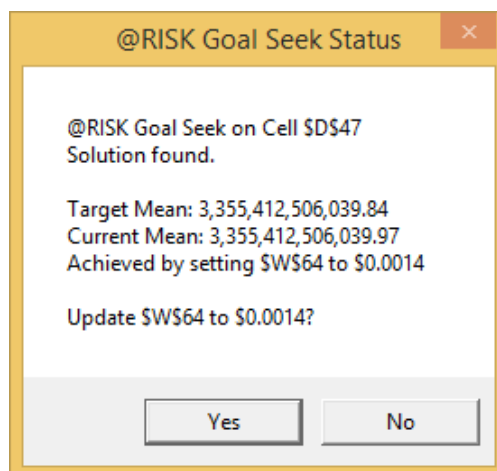 @RISK Goal Seek Status
@RISK Goal Seek on Cell $D$47
Solution found.
Target Mean: 3,355,412,506,039.84
Current Mean: 3,355,412,506,039.97
Achieved by setting $W$64 to $0.0014
Update $W$64 to $0.0014?
Yes
No